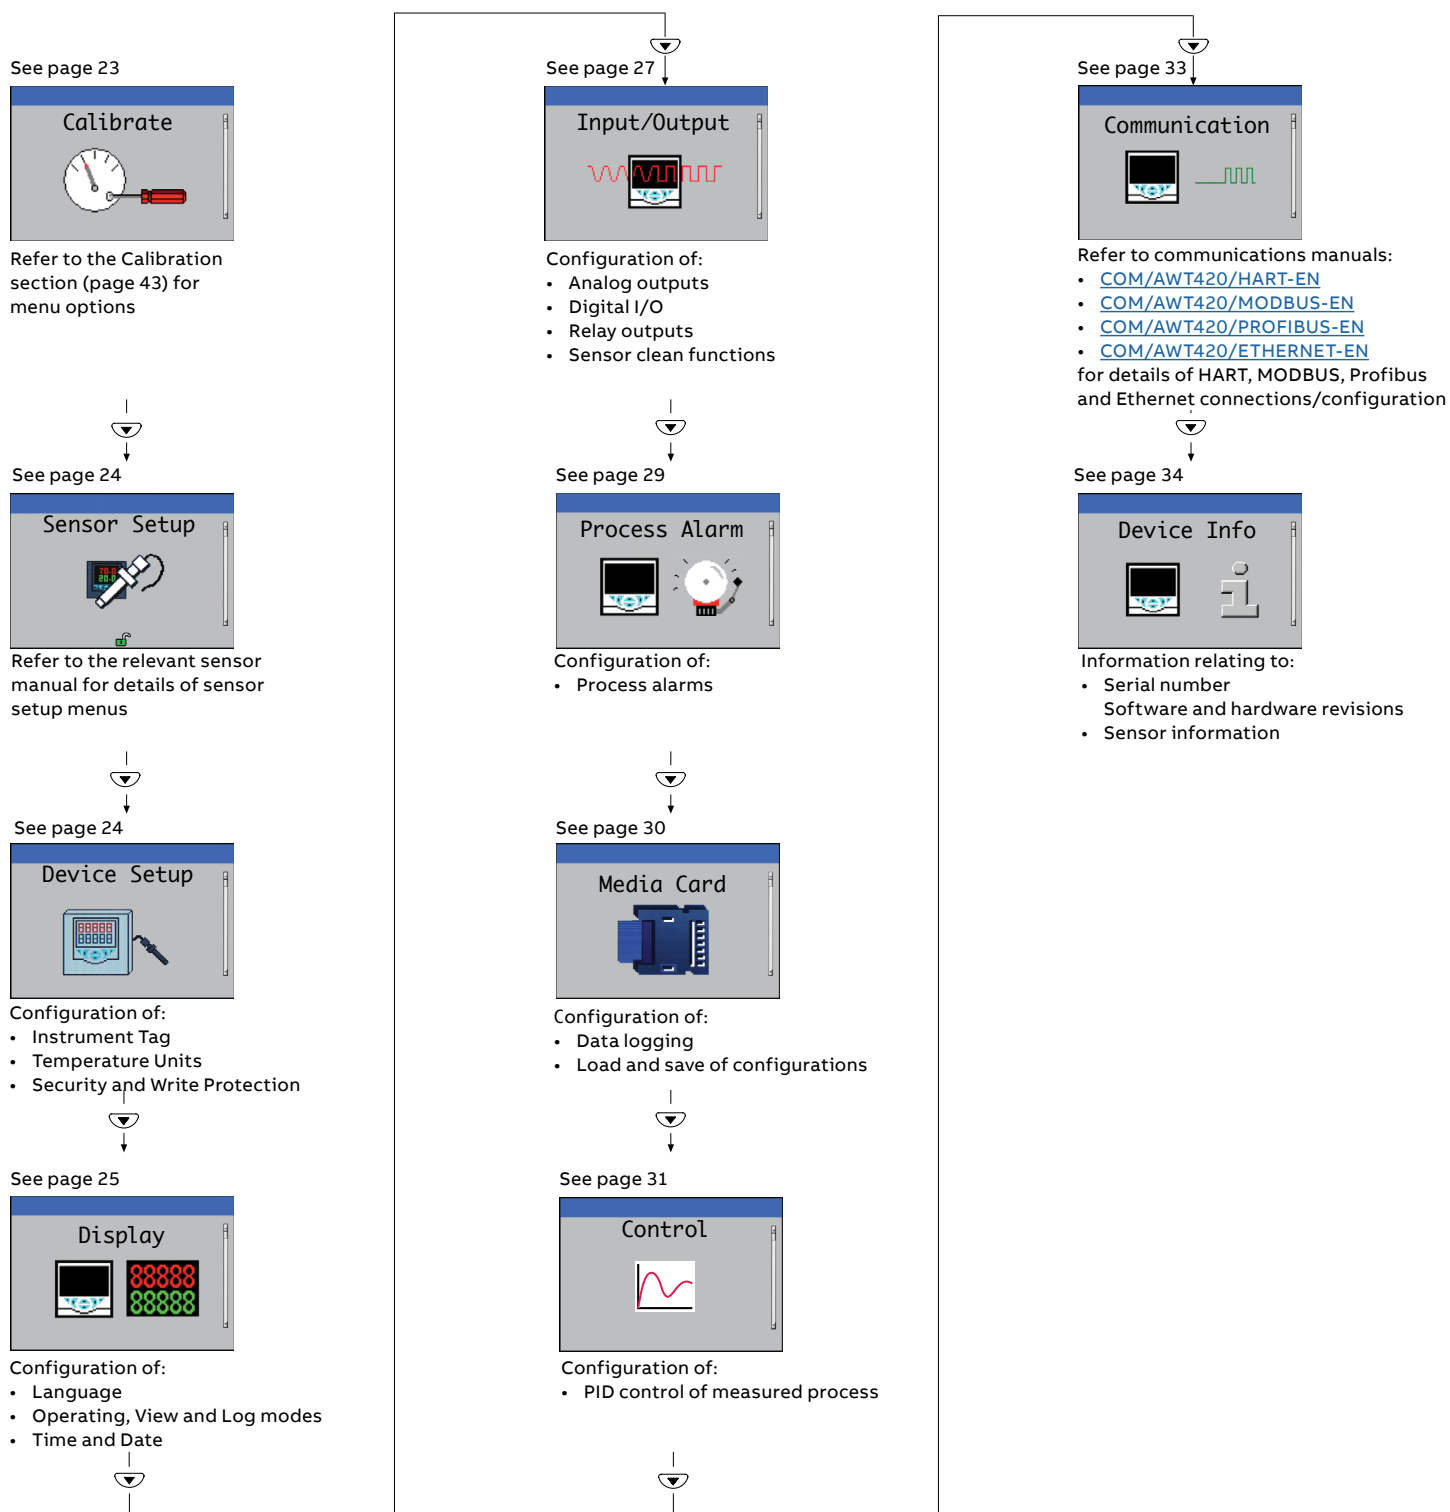 See page 23
Calibrate
Refer to the Calibration
section (page 43) for
menu options
See page 24
Sensor Setup
70.0
20.0
Refer to the relevant sensor
manual for details of sensor
setup menus
See page 24
Device Setup
88888
88888
Configuration of:
• Instrument Tag
• Temperature Units
• Security and Write Protection
See page 25
Display
88888
88888
Configuration of:
• Language
• Operating, View and Log modes
• Time and Date
See page 27
Input/Output
Configuration of:
• Analog outputs
• Digital I/O
• Relay outputs
• Sensor clean functions
See page 29
Process Alarm
Configuration of:
• Process alarms
See page 30
Media Card
Configuration of:
• Data logging
• Load and save of configurations
See page 31
Control
Configuration of:
• PID control of measured process
See page 33
Communication
Refer to communications manuals:
• COM/AWT420/HART-EN
• COM/AWT420/MODBUS-EN
• COM/AWT420/PROFIBUS-EN
• COM/AWT420/ETHERNET-EN
for details of HART, MODBUS, Profibus
and Ethernet connections/configuration
See page 34
Device Info
i
Information relating to:
• Serial number
Software and hardware revisions
• Sensor information